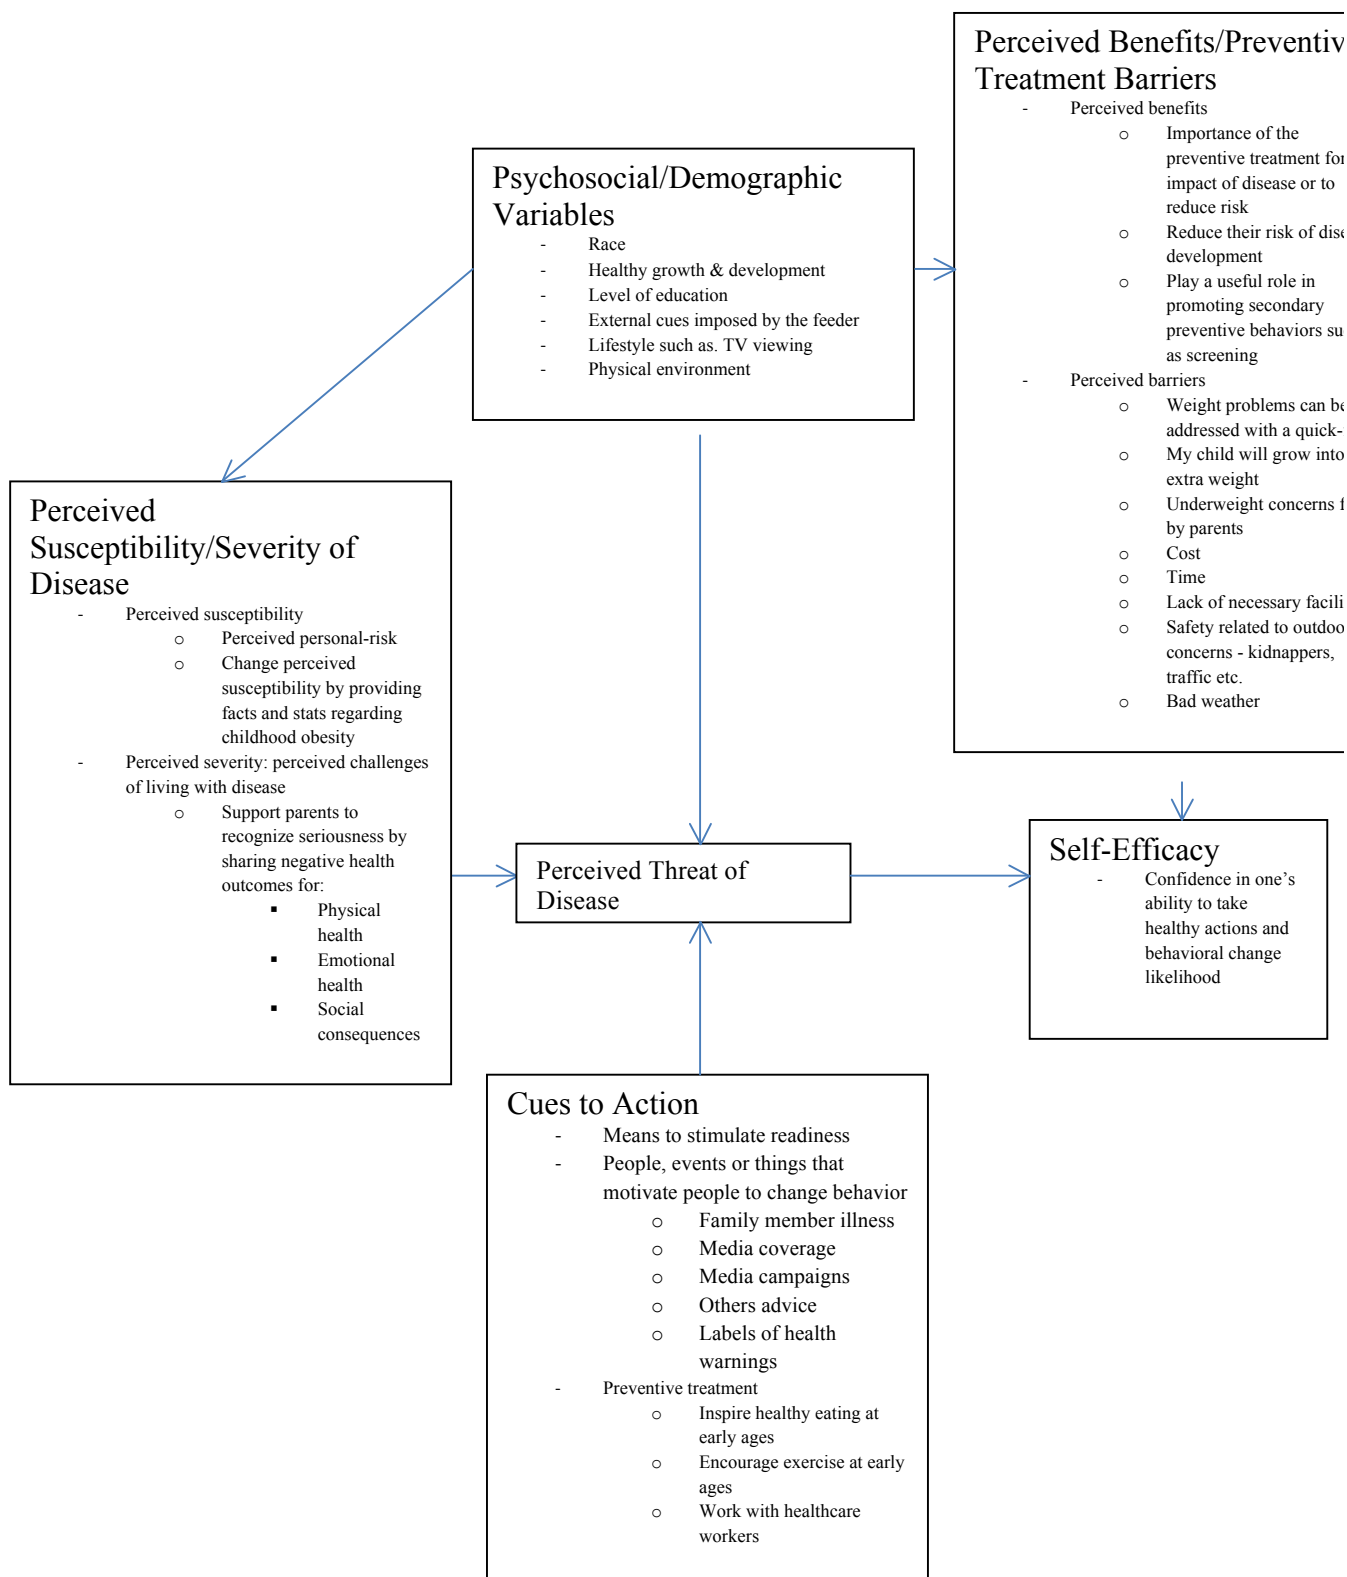 Perceived Benefits/Preventiv
Treatment Barriers
- Perceived benefits
o Importance of the
preventive treatment for
impact of disease or to
reduce risk
o Reduce their risk of dise
development
o Play a useful role in
promoting secondary
preventive behaviors su
as screening
- Perceived barriers
o Weight problems can be
addressed with a quick-
o My child will grow into
extra weight
o Underweight concerns f
by parents
o Cost
o Time
o Lack of necessary facili
o Safety related to outdoo
concerns - kidnappers,
traffic etc.
o Bad weather
Psychosocial/Demographic
Variables
- Race
- Healthy growth & development
- Level of education
- External cues imposed by the feeder
- Lifestyle such as. TV viewing
- Physical environment
Perceived
Susceptibility/Severity of
Disease
- Perceived susceptibility
o Perceived personal-risk
o Change perceived
susceptibility by providing
facts and stats regarding
childhood obesity
- Perceived severity: perceived challenges
of living with disease
o Support parents to
recognize seriousness by
sharing negative health
outcomes for:
▪ Physical
health
▪ Emotional
health
▪ Social
consequences
Perceived Threat of
Disease
Self-Efficacy
- Confidence in one’s
ability to take
healthy actions and
behavioral change
likelihood
Cues to Action
- Means to stimulate readiness
- People, events or things that
motivate people to change behavior
o Family member illness
o Media coverage
o Media campaigns
o Others advice
o Labels of health
warnings
- Preventive treatment
o Inspire healthy eating at
early ages
o Encourage exercise at early
ages
o Work with healthcare
workers